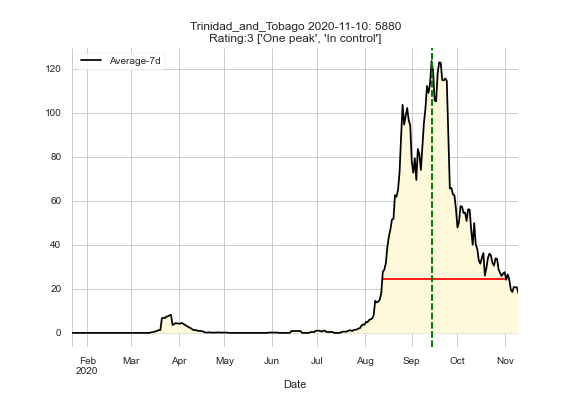 Trinidad_and_Tobago 2020-11-10: 5880
Rating:3 ['One peak', 'In control']
Average-7d
120
100
80
60
40
20
0
Feb Mar Apr May Jun Jul Aug Sep Oct Nov
2020
Date